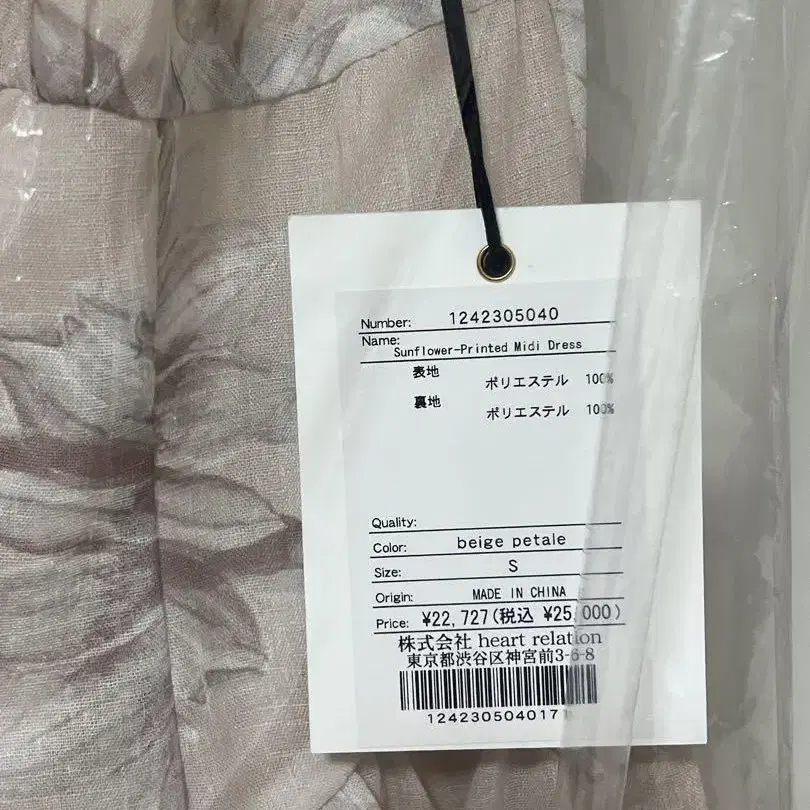 Number: 1242305040
Name: Sunflower-Printed Midi Dress
表地 ポリエステル 100%
裏地 ポリエステル 100%
Quality:
Color: beige petale
Size: S
Origin: MADE IN CHINA
Price: ¥22,727(税込 ¥25,000)
株式会社 heart relation
東京都渋谷区神宮前3-6-8